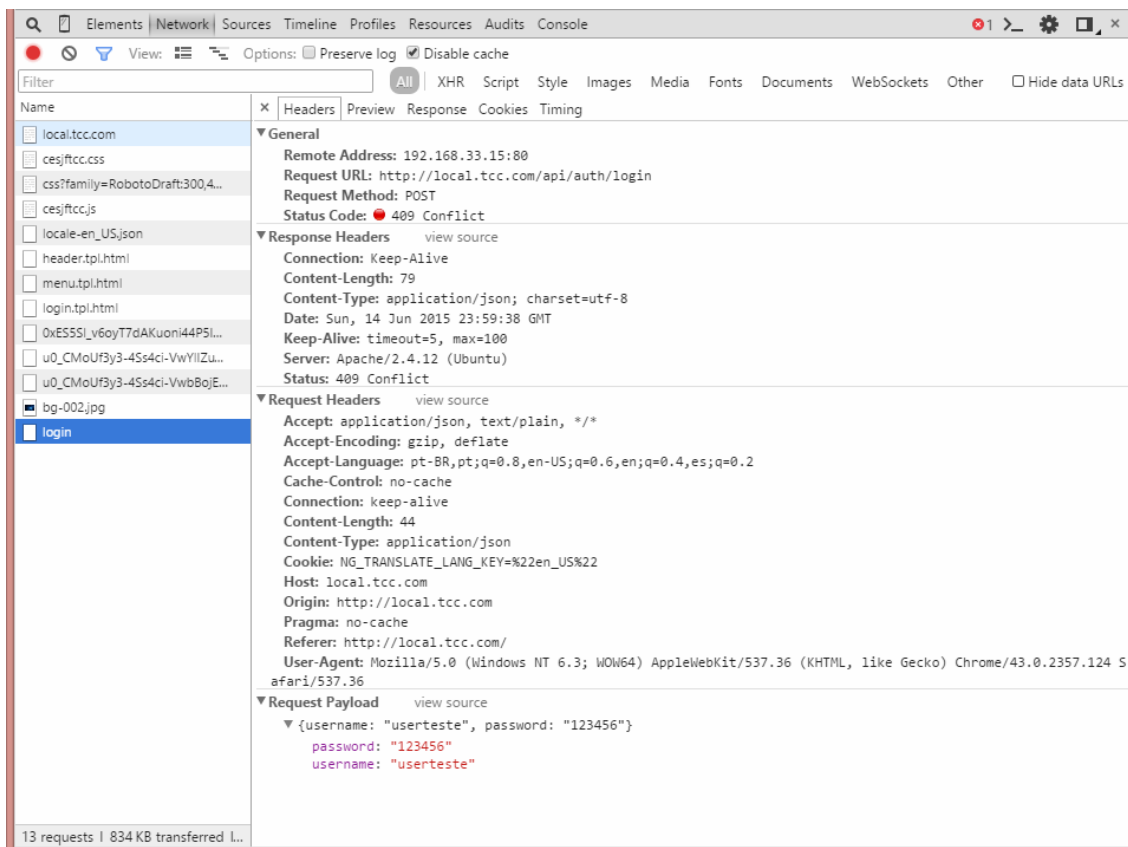 Elements Network Sources Timeline Profiles Resources Audits Console 1
View: Options: Preserve log Disable cache
Filter All XHR Script Style Images Media Fonts Documents WebSockets Other Hide data URLs
Name
local.tcc.com
cesjftcc.css
css?family=RobotoDraft:300,4...
cesjftcc.js
locale-en_US.json
header.tpl.html
menu.tpl.html
login.tpl.html
bg-002.jpg
login
13 requests | 834 KB transferred
× Headers Preview Response Cookies Timing
General
Remote Address: 192.168.33.15:80
Request URL: http://local.tcc.com/api/auth/login
Request Method: POST
Status Code: 409 Conflict
Response Headers view source
Connection: Keep-Alive
Content-Length: 79
Content-Type: application/json; charset=utf-8
Date: Sun, 14 Jun 2015 23:59:38 GMT
Keep-Alive: timeout=5, max=100
Server: Apache/2.4.12 (Ubuntu)
Status: 409 Conflict
Request Headers view source
Accept: application/json, text/plain, */*
Accept-Encoding: gzip, deflate
Accept-Language: pt-BR,pt;q=0.8,en-US;q=0.6,en;q=0.4,es;q=0.2
Cache-Control: no-cache
Connection: keep-alive
Content-Length: 44
Content-Type: application/json
Cookie: NG_TRANSLATE_LANG_KEY=%22en_US%22
Host: local.tcc.com
Origin: http://local.tcc.com
Pragma: no-cache
Referer: http://local.tcc.com/
User-Agent: Mozilla/5.0 (Windows NT 6.3; WOW64) AppleWebKit/537.36 (KHTML, like Gecko) Chrome/43.0.2357.124 S
afari/537.36
Request Payload view source
{username: "userteste", password: "123456"}
password: "123456"
username: "userteste"